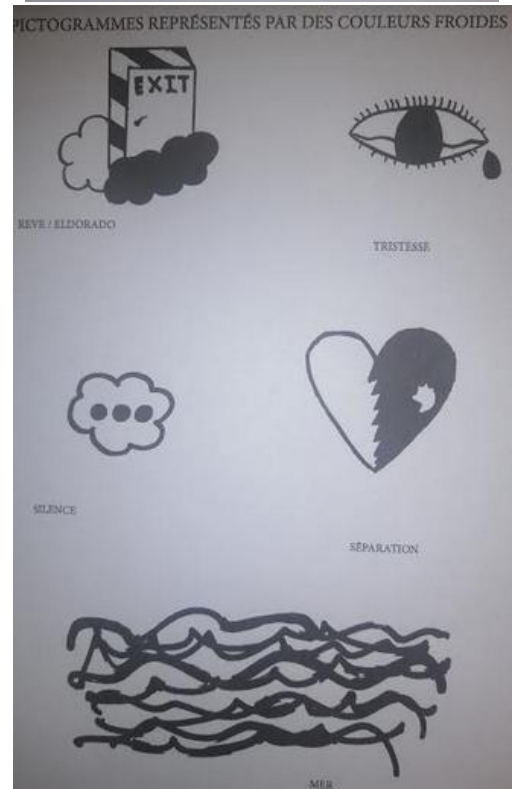 PICTOGRAMMES REPRÉSENTÉS PAR DES COULEURS FROIDES
EXIT
REVE / ELDORADO
TRISTESSE
SILENCE
SÉPARATION
MER